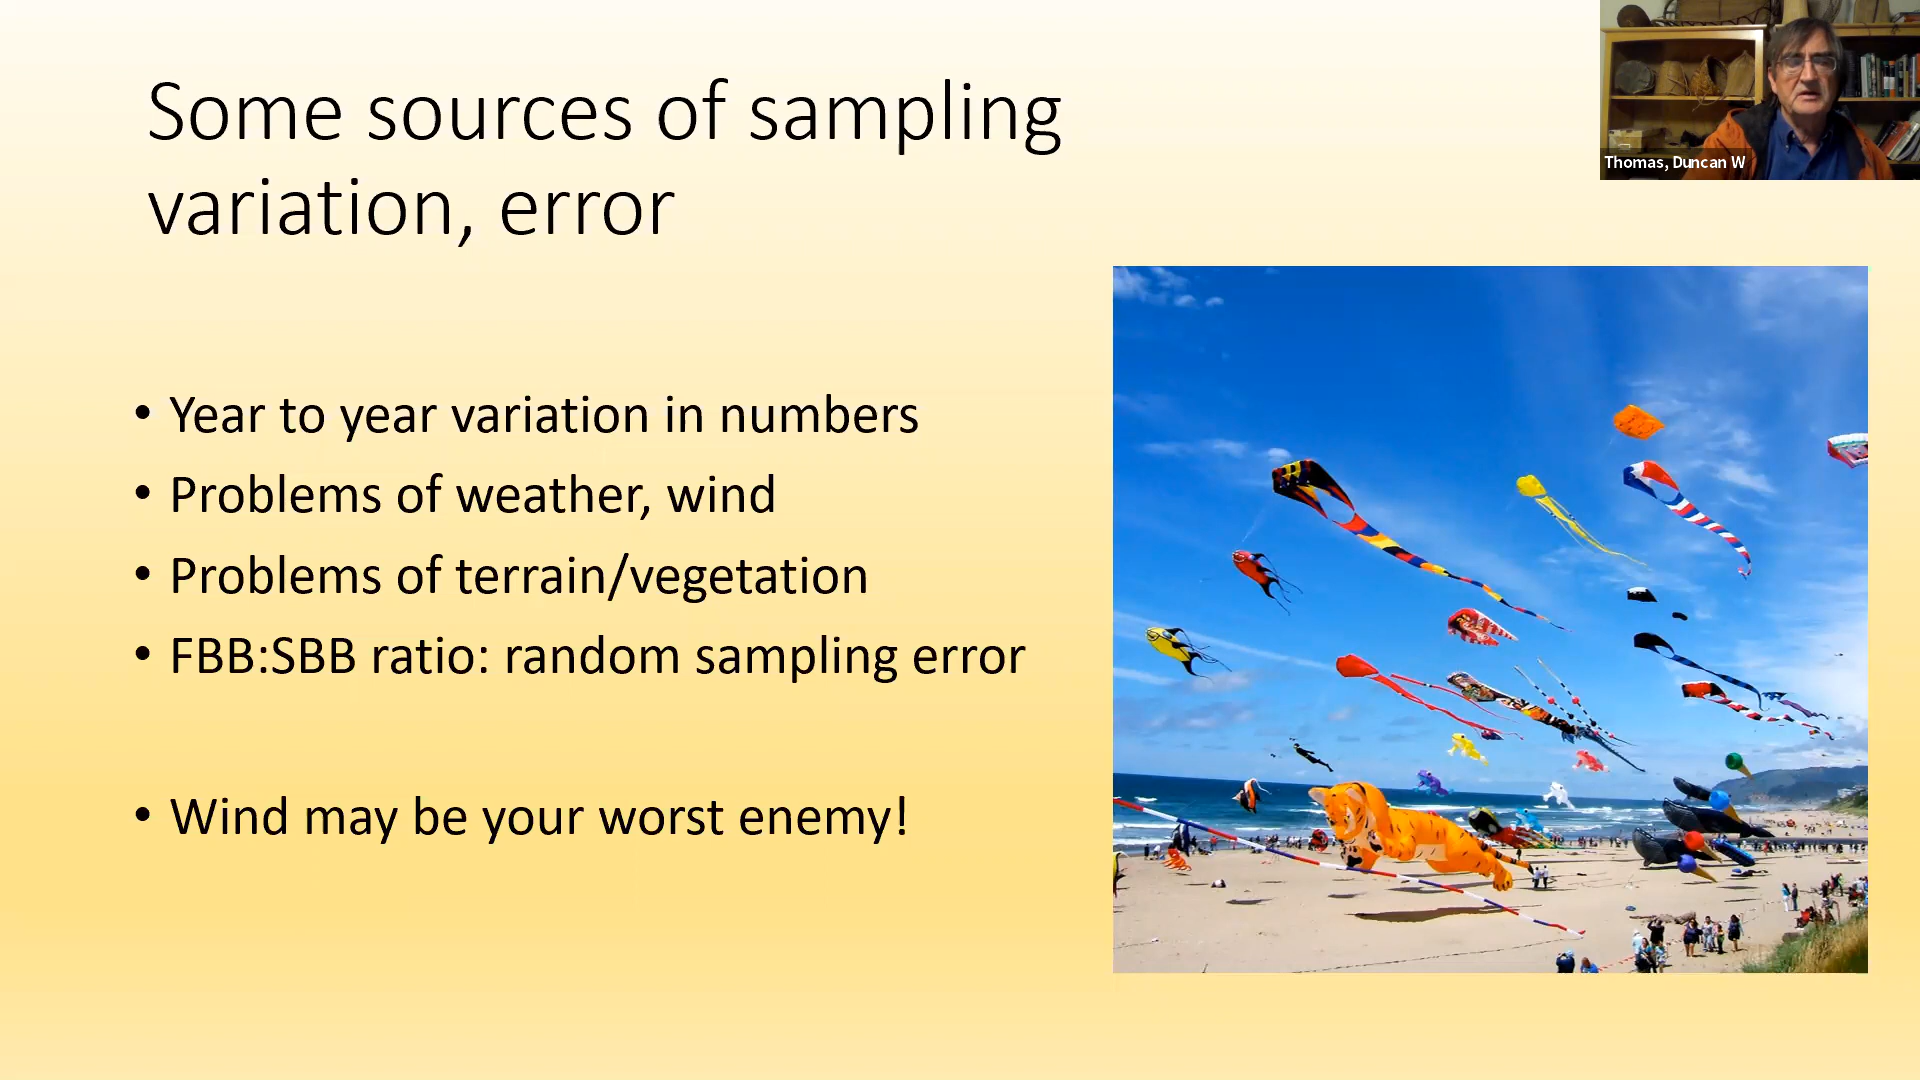 Some sources of sampling
variation, error
Thomas, Duncan W
• Year to year variation in numbers
• Problems of weather, wind
• Problems of terrain/vegetation
• FBB:SBB ratio: random sampling error
• Wind may be your worst enemy!